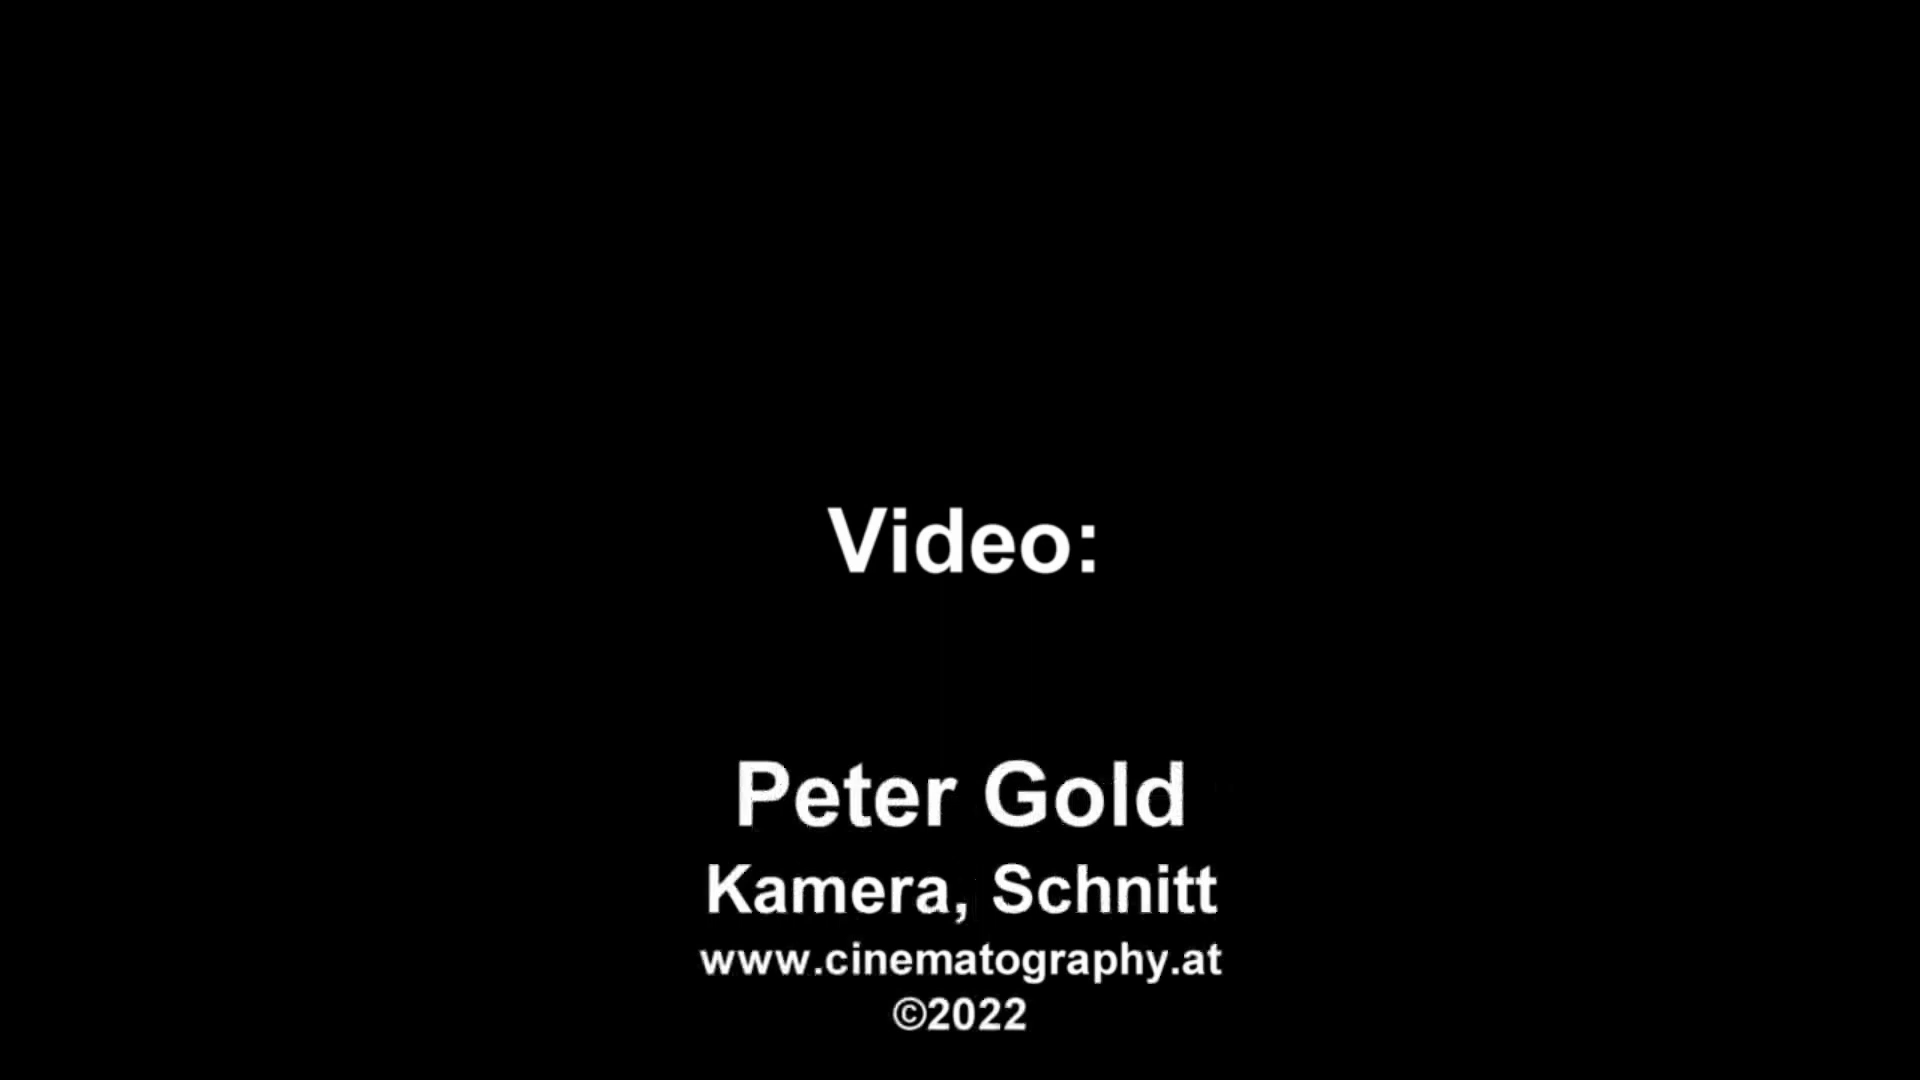 Video:
Peter Gold
Kamera, Schnitt
www.cinematography.at
©2022